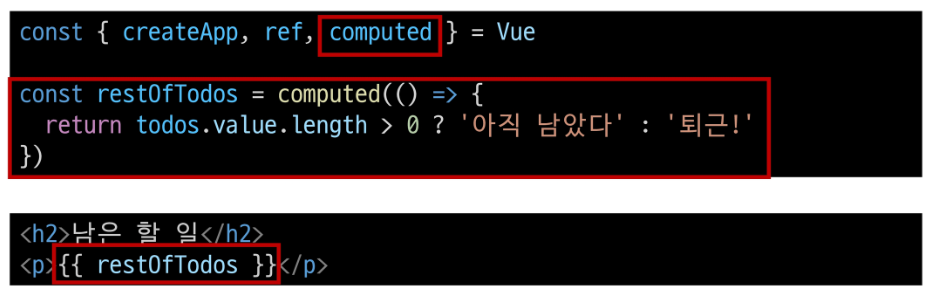 const { createApp, ref, computed } = Vue
const restOfTodos = computed(() => {
  return todos.value.length > 0 ? '아직 남았다' : '퇴근!'
})
<h2>남은 할 일</h2>
<p>{{ restOfTodos }}</p>